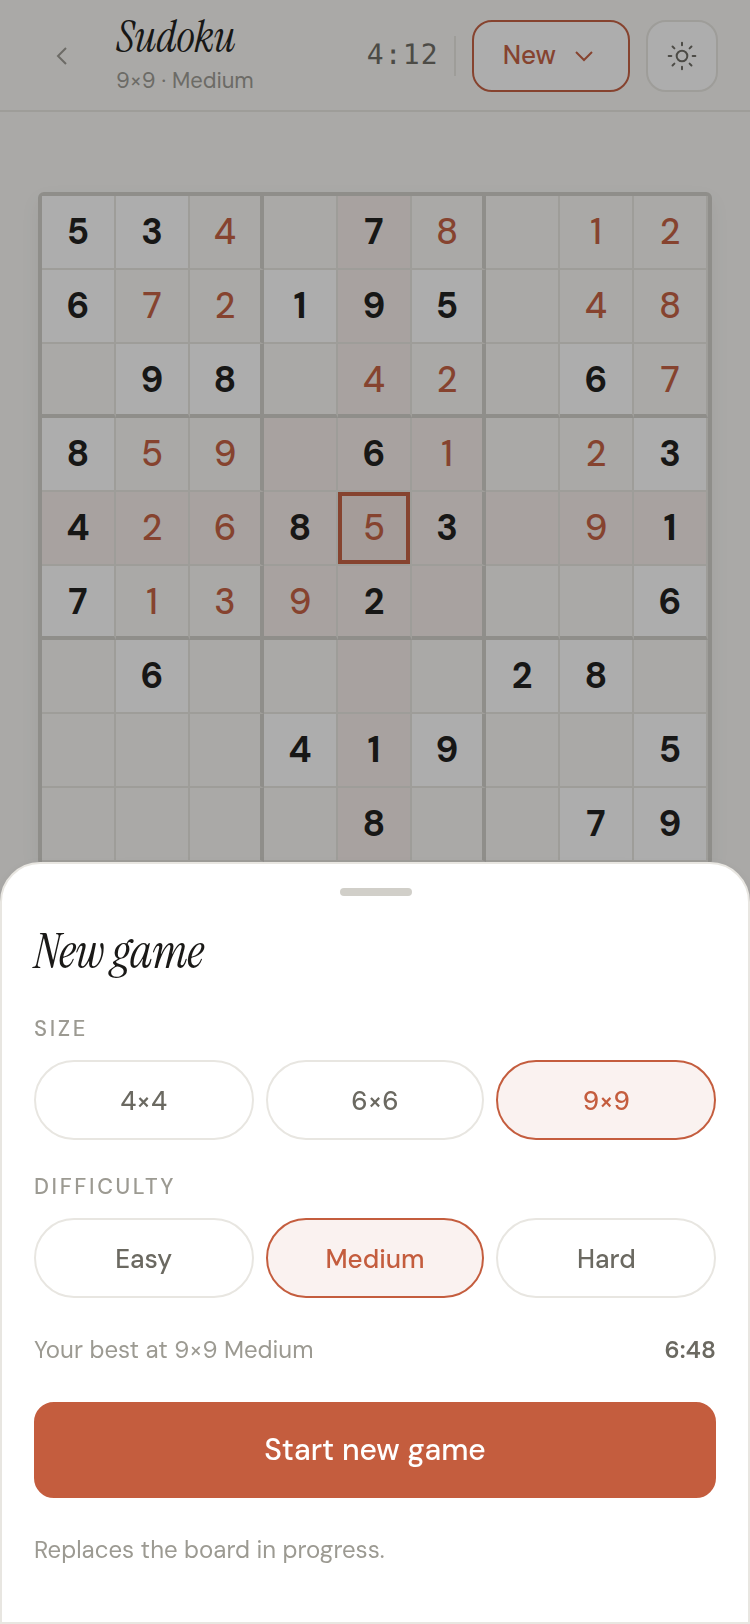 Sudoku
9×9 · Medium
4:12
New
5 3 4 7 8 1 2
6 7 2 1 9 5 4 8
9 8 4 2 6 7
8 5 9 6 1 2 3
4 2 6 8 5 3 9 1
7 1 3 9 2 6
6 2 8
4 1 9 5
8 7 9
New game
SIZE
4×4 6×6 9×9
DIFFICULTY
Easy Medium Hard
Your best at 9×9 Medium 6:48
Start new game
Replaces the board in progress.